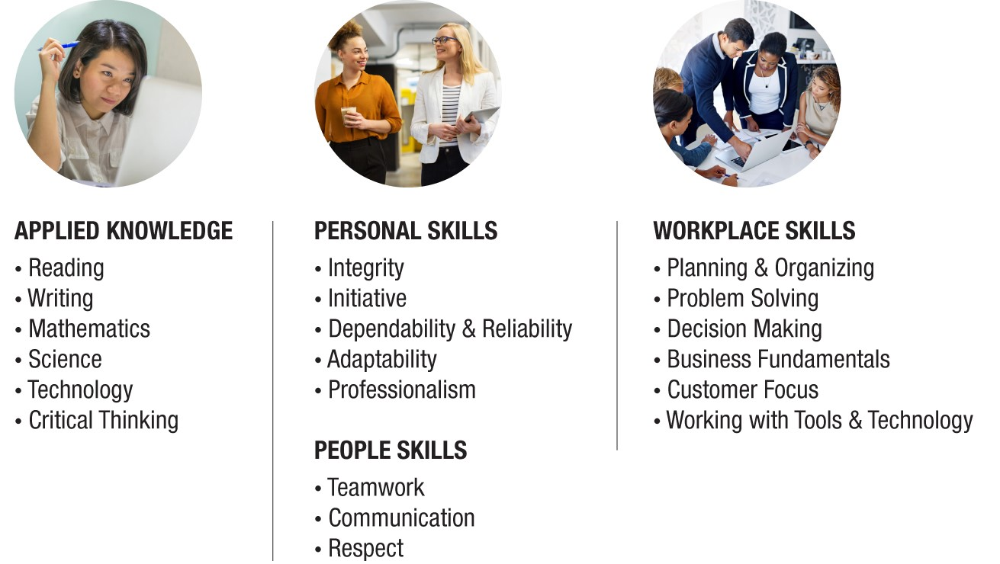 APPLIED KNOWLEDGE
• Reading
• Writing
• Mathematics
• Science
• Technology
• Critical Thinking
PERSONAL SKILLS
• Integrity
• Initiative
• Dependability & Reliability
• Adaptability
• Professionalism
PEOPLE SKILLS
• Teamwork
• Communication
• Respect
WORKPLACE SKILLS
• Planning & Organizing
• Problem Solving
• Decision Making
• Business Fundamentals
• Customer Focus
• Working with Tools & Technology